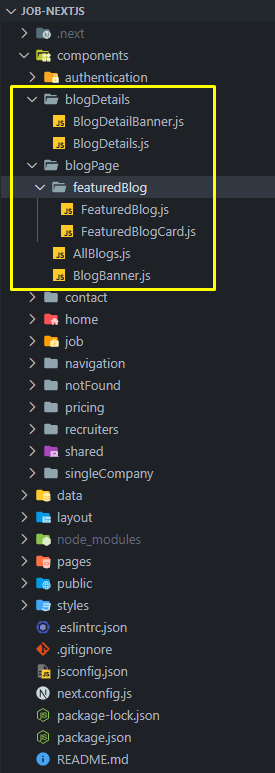 JOB-NEXTJS
.next
components
authentication
blogDetails
BlogDetailBanner.js
BlogDetails.js
blogPage
featuredBlog
FeaturedBlog.js
FeaturedBlogCard.js
AllBlogs.js
BlogBanner.js
contact
home
job
navigation
notFound
pricing
recruiters
shared
singleCompany
data
layout
node_modules
pages
public
styles
.eslintrc.json
.gitignore
jsconfig.json
next.config.js
package-lock.json
package.json
README.md